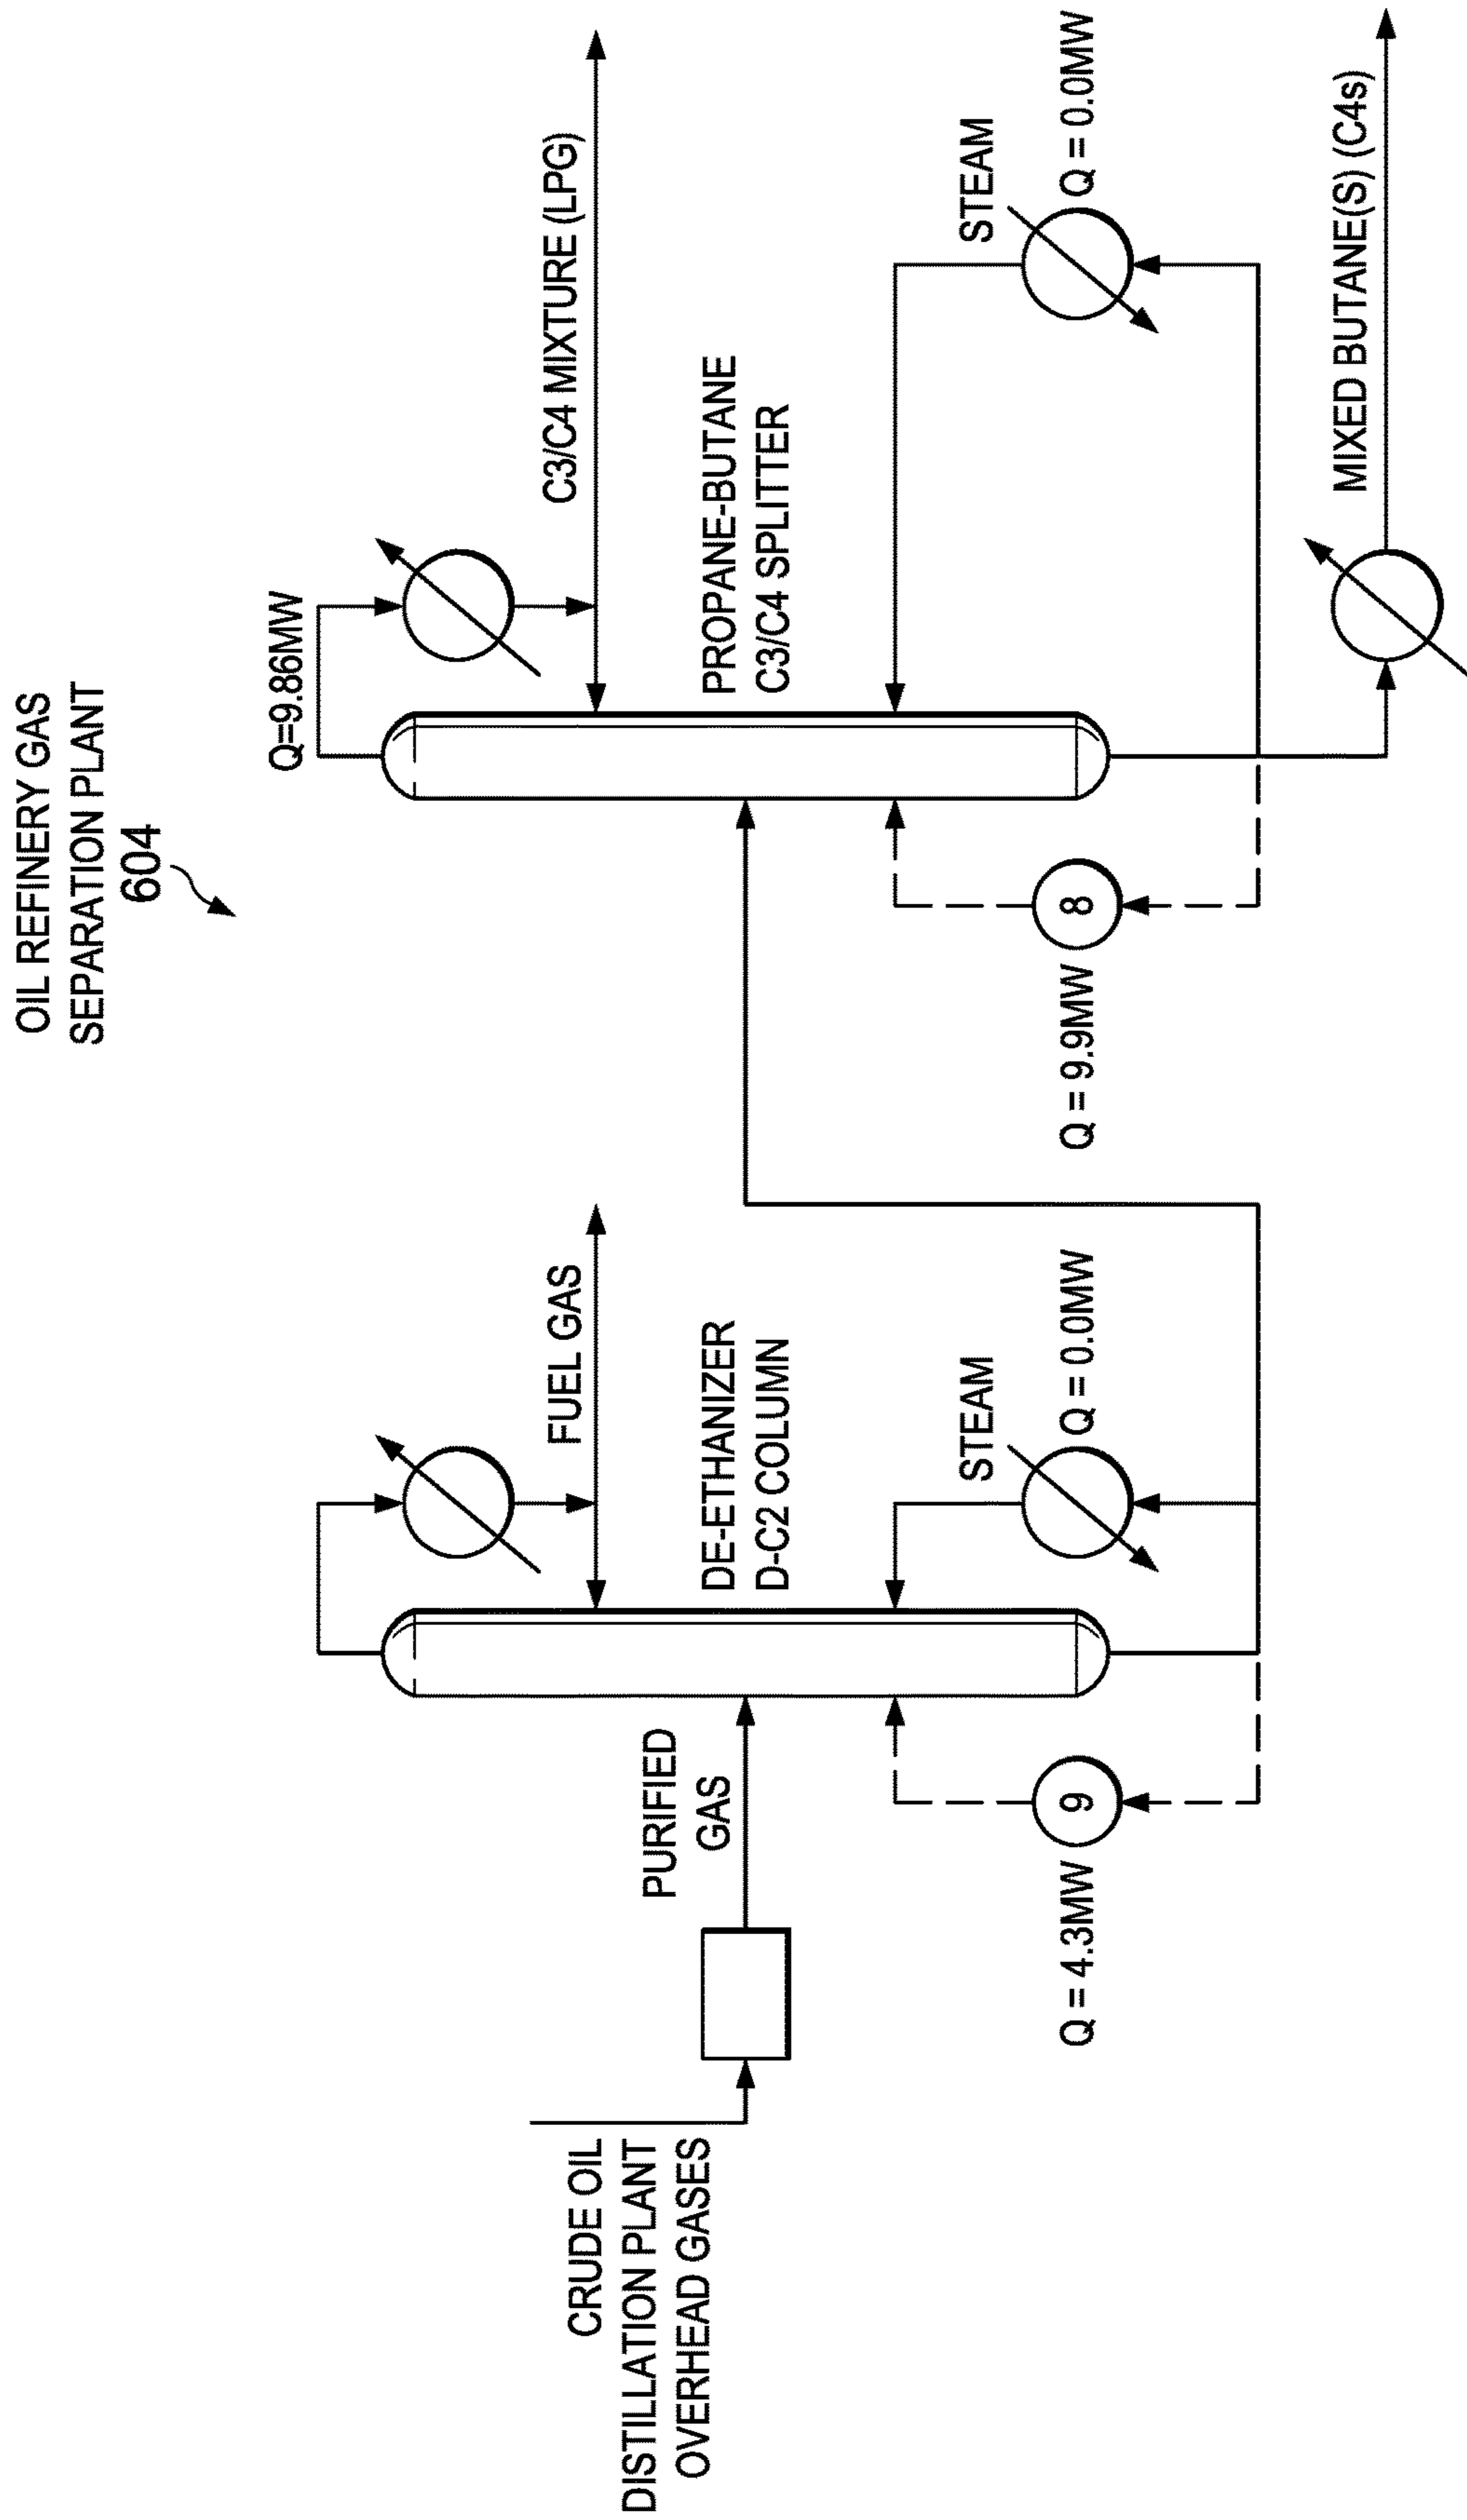 OIL REFINERY GAS
SEPARATION PLANT
604
Q=9.86MW
C3/C4 MIXTURE (LPG)
FUEL GAS
CRUDE OIL
DISTILLATION PLANT
OVERHEAD GASES
PURIFIED
GAS
DE-ETHANIZER
D-C2 COLUMN
PROPANE-BUTANE
C3/C4 SPLITTER
STEAM
Q = 0.0MW
STEAM
Q = 0.0MW
Q = 4.3MW
9
Q = 9.9MW
8
MIXED BUTANE(S) (C4s)